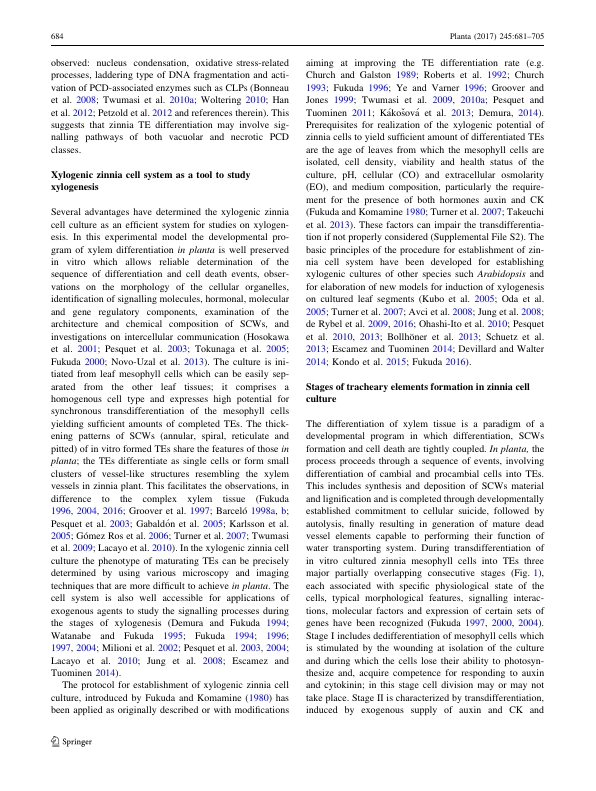 684
Planta (2017) 245:681–705
observed: nucleus condensation, oxidative stress-related
processes, laddering type of DNA fragmentation and acti-
vation of PCD-associated enzymes such as CLPs (Bonneau
et al. 2008; Twumasi et al. 2010a; Woltering 2010; Han
et al. 2012; Petzold et al. 2012 and references therein). This
suggests that zinnia TE differentiation may involve sig-
nalling pathways of both vacuolar and necrotic PCD
classes.
Xylogenic zinnia cell system as a tool to study
xylogenesis
Several advantages have determined the xylogenic zinnia
cell culture as an efficient system for studies on xylogen-
esis. In this experimental model the developmental pro-
gram of xylem differentiation in planta is well preserved
in vitro which allows reliable determination of the
sequence of differentiation and cell death events, obser-
vations on the morphology of the cellular organelles,
identification of signalling molecules, hormonal, molecular
and gene regulatory components, examination of the
architecture and chemical composition of SCWs, and
investigations on intercellular communication (Hosokawa
et al. 2001; Pesquet et al. 2003; Tokunaga et al. 2005;
Fukuda 2000; Novo-Uzal et al. 2013). The culture is ini-
tiated from leaf mesophyll cells which can be easily sep-
arated from the other leaf tissues; it comprises a
homogenous cell type and expresses high potential for
synchronous transdifferentiation of the mesophyll cells
yielding sufficient amounts of completed TEs. The thick-
ening patterns of SCWs (annular, spiral, reticulate and
pitted) of in vitro formed TEs share the features of those in
planta; the TEs differentiate as single cells or form small
clusters of vessel-like structures resembling the xylem
vessels in zinnia plant. This facilitates the observations, in
difference to the complex xylem tissue (Fukuda
1996, 2004, 2016; Groover et al. 1997; Barceló 1998a, b;
Pesquet et al. 2003; Gabaldón et al. 2005; Karlsson et al.
2005; Gómez Ros et al. 2006; Turner et al. 2007; Twumasi
et al. 2009; Lacayo et al. 2010). In the xylogenic zinnia cell
culture the phenotype of maturating TEs can be precisely
determined by using various microscopy and imaging
techniques that are more difficult to achieve in planta. The
cell system is also well accessible for applications of
exogenous agents to study the signalling processes during
the stages of xylogenesis (Demura and Fukuda 1994;
Watanabe and Fukuda 1995; Fukuda 1994; 1996;
1997, 2004; Milioni et al. 2002; Pesquet et al. 2003, 2004;
Lacayo et al. 2010; Jung et al. 2008; Escamez and
Tuominen 2014).
The protocol for establishment of xylogenic zinnia cell
culture, introduced by Fukuda and Komamine (1980) has
been applied as originally described or with modifications
aiming at improving the TE differentiation rate (e.g.
Church and Galston 1989; Roberts et al. 1992; Church
1993; Fukuda 1996; Ye and Varner 1996; Groover and
Jones 1999; Twumasi et al. 2009, 2010a; Pesquet and
Tuominen 2011; Kákošová et al. 2013; Demura, 2014).
Prerequisites for realization of the xylogenic potential of
zinnia cells to yield sufficient amount of differentiated TEs
are the age of leaves from which the mesophyll cells are
isolated, cell density, viability and health status of the
culture, pH, cellular (CO) and extracellular osmolarity
(EO), and medium composition, particularly the require-
ment for the presence of both hormones auxin and CK
(Fukuda and Komamine 1980; Turner et al. 2007; Takeuchi
et al. 2013). These factors can impair the transdifferentia-
tion if not properly considered (Supplemental File S2). The
basic principles of the procedure for establishment of zin-
nia cell system have been developed for establishing
xylogenic cultures of other species such Arabidopsis and
for elaboration of new models for induction of xylogenesis
on cultured leaf segments (Kubo et al. 2005; Oda et al.
2005; Turner et al. 2007; Avci et al. 2008; Jung et al. 2008;
de Rybel et al. 2009, 2016; Ohashi-Ito et al. 2010; Pesquet
et al. 2010, 2013; Bollhöner et al. 2013; Schuetz et al.
2013; Escamez and Tuominen 2014; Devillard and Walter
2014; Kondo et al. 2015; Fukuda 2016).
Stages of tracheary elements formation in zinnia cell
culture
The differentiation of xylem tissue is a paradigm of a
developmental program in which differentiation, SCWs
formation and cell death are tightly coupled. In planta, the
process proceeds through a sequence of events, involving
differentiation of cambial and procambial cells into TEs.
This includes synthesis and deposition of SCWs material
and lignification and is completed through developmentally
established commitment to cellular suicide, followed by
autolysis, finally resulting in generation of mature dead
vessel elements capable to performing their function of
water transporting system. During transdifferentiation of
in vitro cultured zinnia mesophyll cells into TEs three
major partially overlapping consecutive stages (Fig. 1),
each associated with specific physiological state of the
cells, typical morphological features, signalling interac-
tions, molecular factors and expression of certain sets of
genes have been recognized (Fukuda 1997, 2000, 2004).
Stage I includes dedifferentiation of mesophyll cells which
is stimulated by the wounding at isolation of the culture
and during which the cells lose their ability to photosyn-
thesize and, acquire competence for responding to auxin
and cytokinin; in this stage cell division may or may not
take place. Stage II is characterized by transdifferentiation,
induced by exogenous supply of auxin and CK and
Springer